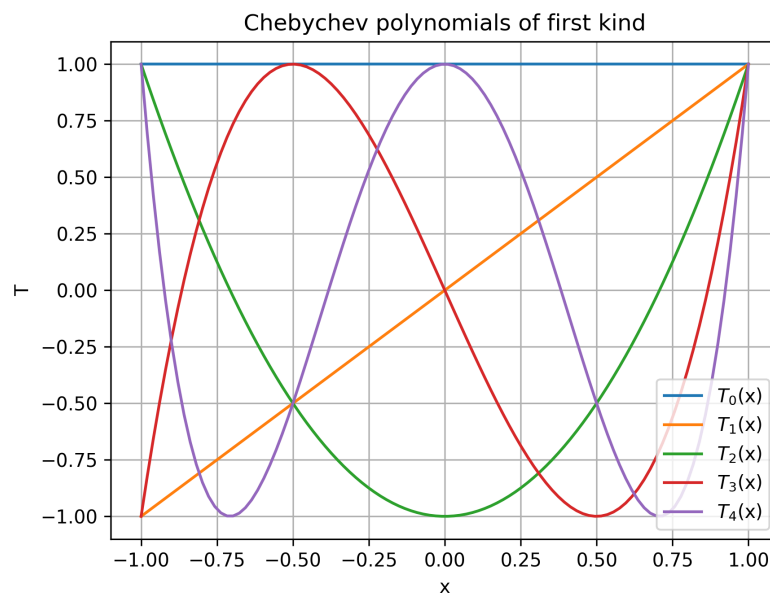 Chebychev polynomials of first kind
T
1.00
0.75
0.50
0.25
0.00
−0.25
−0.50
−0.75
−1.00
T₀(x)
T₁(x)
T₂(x)
T₃(x)
T₄(x)
−1.00 −0.75 −0.50 −0.25 0.00 0.25 0.50 0.75 1.00
x